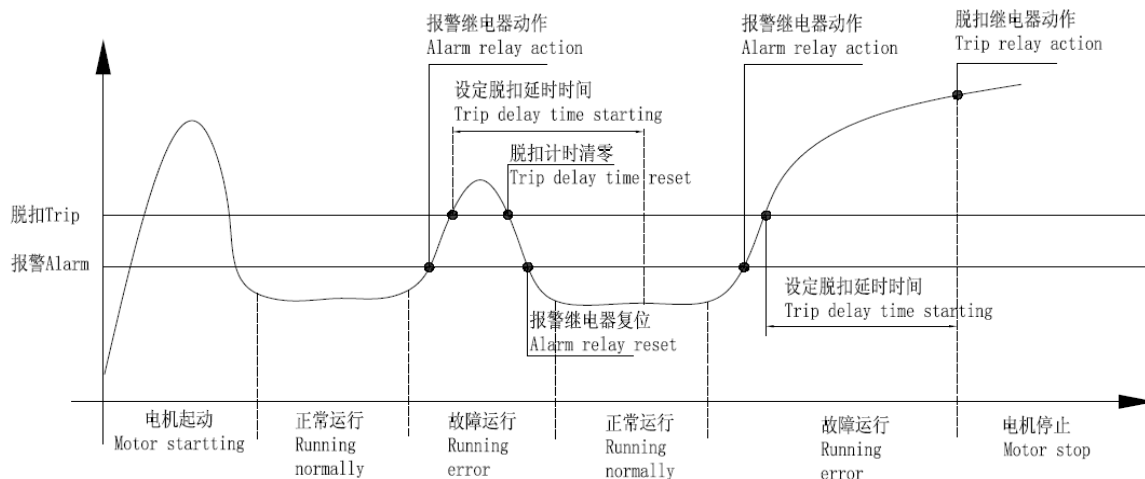 报警继电器动作
Alarm relay action
报警继电器动作
Alarm relay action
脱扣继电器动作
Trip relay action
设定脱扣延时时间
Trip delay time starting
脱扣计时清零
Trip delay time reset
脱扣Trip
报警Alarm
设定脱扣延时时间
Trip delay time starting
报警继电器复位
Alarm relay reset
电机起动
Motor startting
正常运行
Running
normally
故障运行
Running
error
正常运行
Running
normally
故障运行
Running
error
电机停止
Motor stop